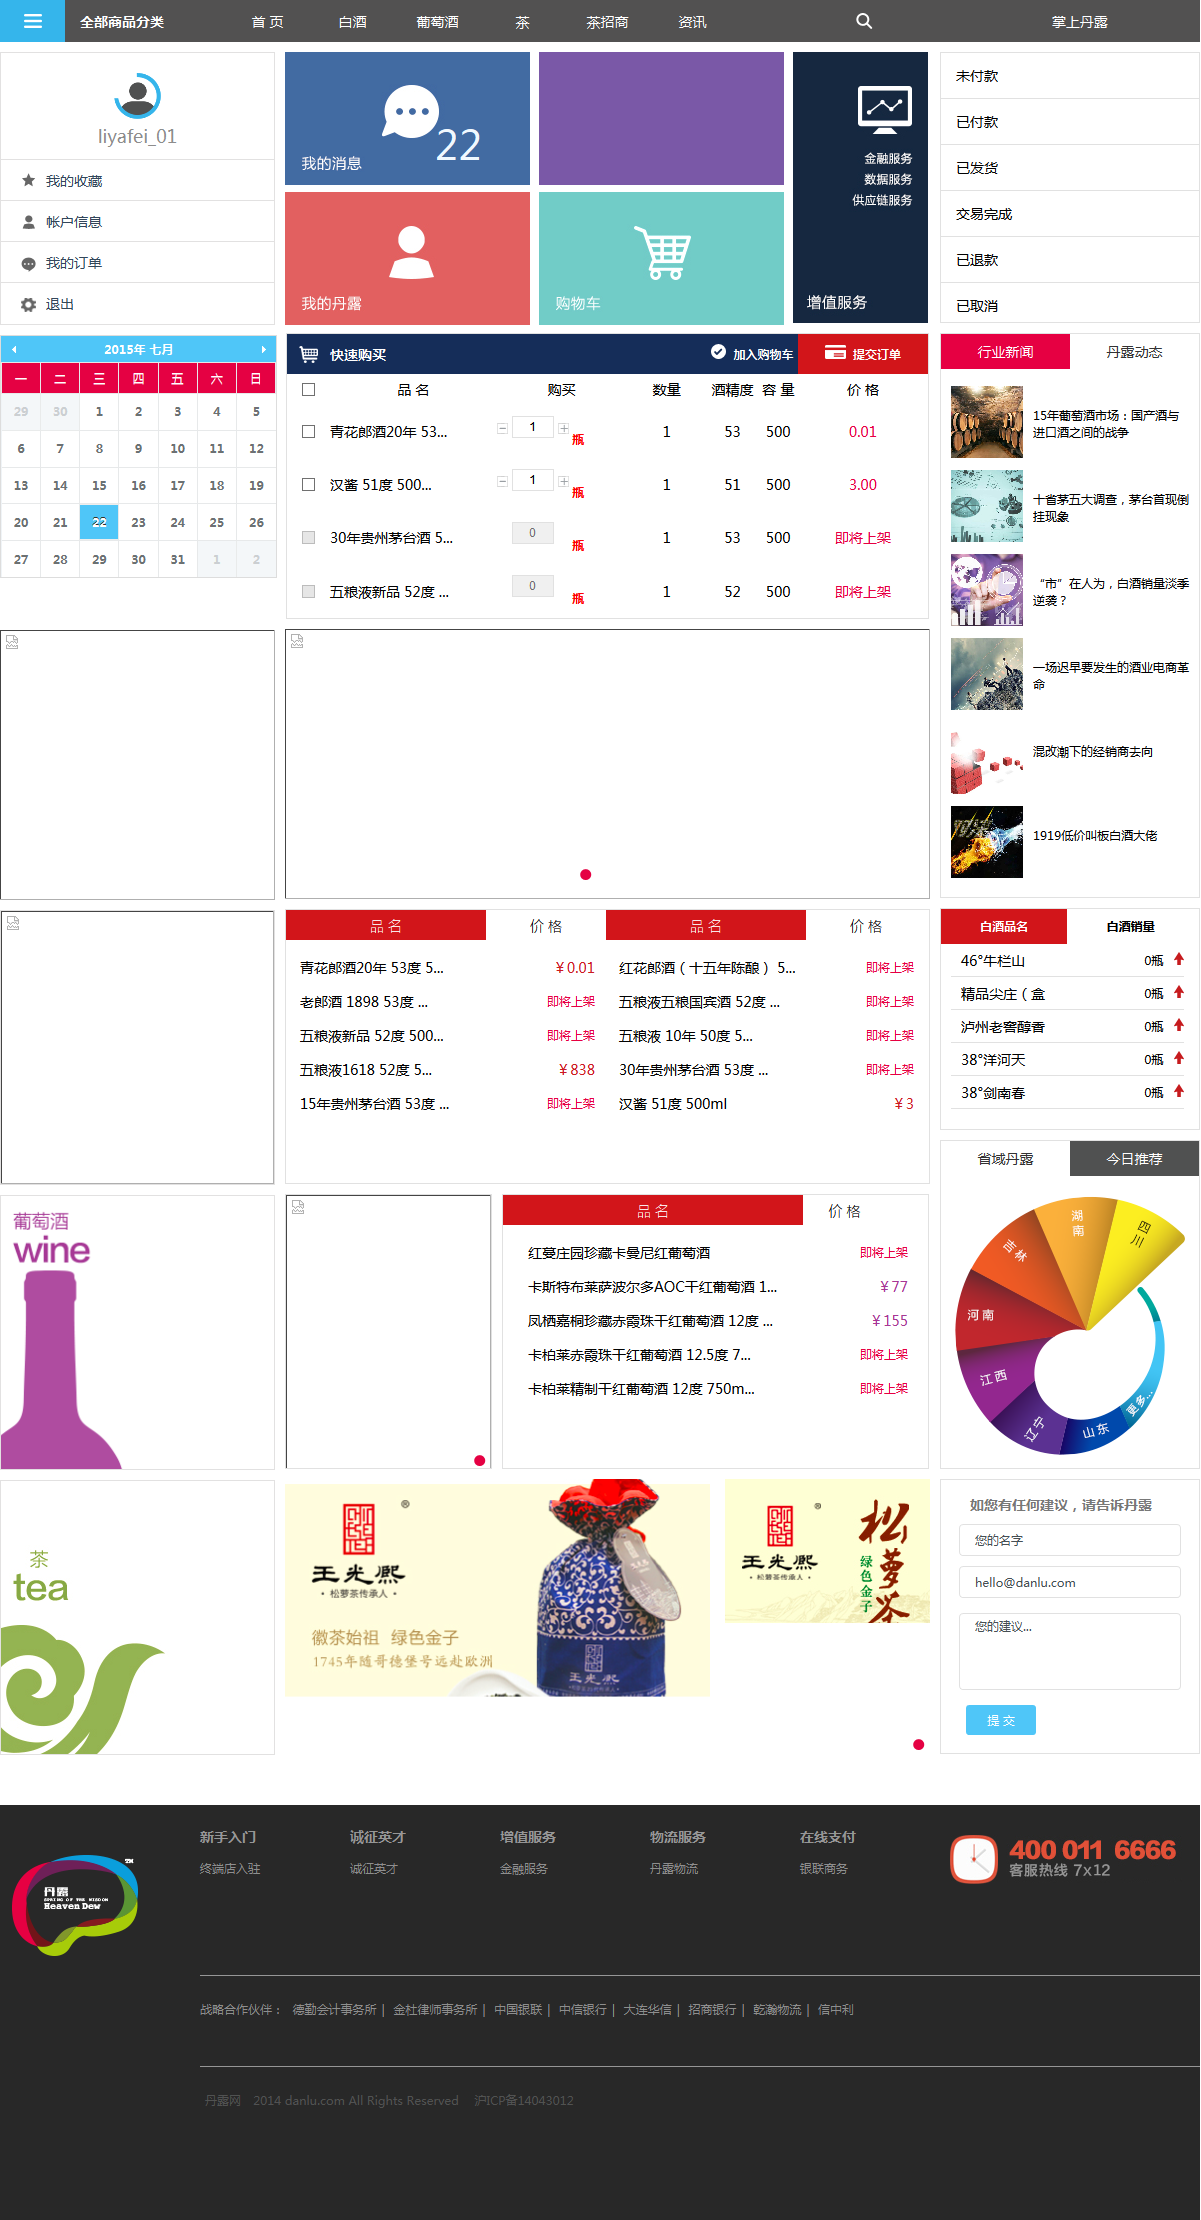 全部商品分类 首 页 白酒 葡萄酒 茶 茶招商 资讯 掌上丹露
liyafei_01
我的收藏
帐户信息
我的订单
退出
我的消息 22
我的丹露
购物车
金融服务
数据服务
供应链服务
增值服务
未付款
已付款
已发货
交易完成
已退款
已取消
2015年 七月
一 二 三 四 五 六 日
29 30 1 2 3 4 5
6 7 8 9 10 11 12
13 14 15 16 17 18 19
20 21 22 23 24 25 26
27 28 29 30 31 1 2
快速购买 加入购物车 提交订单
品 名 购买 数量 酒精度 容 量 价 格
青花郎酒20年 53... 1 瓶 1 53 500 0.01
汉酱 51度 500... 1 瓶 1 51 500 3.00
30年贵州茅台酒 5... 0 瓶 1 53 500 即将上架
五粮液新品 52度 ... 0 瓶 1 52 500 即将上架
行业新闻 丹露动态
15年葡萄酒市场：国产酒与
进口酒之间的战争
十省茅五大调查，茅台首现倒
挂现象
“市”在人为，白酒销量淡季
逆袭？
一场迟早要发生的酒业电商革
命
混改潮下的经销商去向
1919低价叫板白酒大佬
品 名 价 格 品 名 价 格
青花郎酒20年 53度 5... ￥0.01 红花郎酒（十五年陈酿） 5... 即将上架
老郎酒 1898 53度 ... 即将上架 五粮液五粮国宾酒 52度 ... 即将上架
五粮液新品 52度 500... 即将上架 五粮液 10年 50度 5... 即将上架
五粮液1618 52度 5... ￥838 30年贵州茅台酒 53度 ... 即将上架
15年贵州茅台酒 53度 ... 即将上架 汉酱 51度 500ml ￥3
白酒品名 白酒销量
46°牛栏山 0瓶
精品尖庄（盒 0瓶
泸州老窖醇香 0瓶
38°洋河天 0瓶
38°剑南春 0瓶
省域丹露 今日推荐
四川
湖南
吉林
河南
江西
辽宁
山东
更多...
葡萄酒
wine
品 名 价 格
红蔓庄园珍藏卡曼尼红葡萄酒 即将上架
卡斯特布莱萨波尔多AOC干红葡萄酒 1... ￥77
凤栖嘉桐珍藏赤霞珠干红葡萄酒 12度 ... ￥155
卡柏莱赤霞珠干红葡萄酒 12.5度 7... 即将上架
卡柏莱精制干红葡萄酒 12度 750m... 即将上架
茶
tea
®
王光熙
• 松萝茶传承人 •
徽茶始祖 绿色金子
1745年随哥德堡号远赴欧洲
王光熙
®
王光熙
• 松萝茶传承人 •
松萝茶
绿色金子
如您有任何建议，请告诉丹露
您的名字
hello@danlu.com
您的建议...
提 交
新手入门 诚征英才 增值服务 物流服务 在线支付
终端店入驻 诚征英才 金融服务 丹露物流 银联商务
400 011 6666
客服热线 7x12
TM
丹露
SPRING OF THE WISDOM
Heaven Dew
战略合作伙伴： 德勤会计事务所 | 金杜律师事务所 | 中国银联 | 中信银行 | 大连华信 | 招商银行 | 乾瀚物流 | 信中利
丹露网 2014 danlu.com All Rights Reserved 沪ICP备14043012